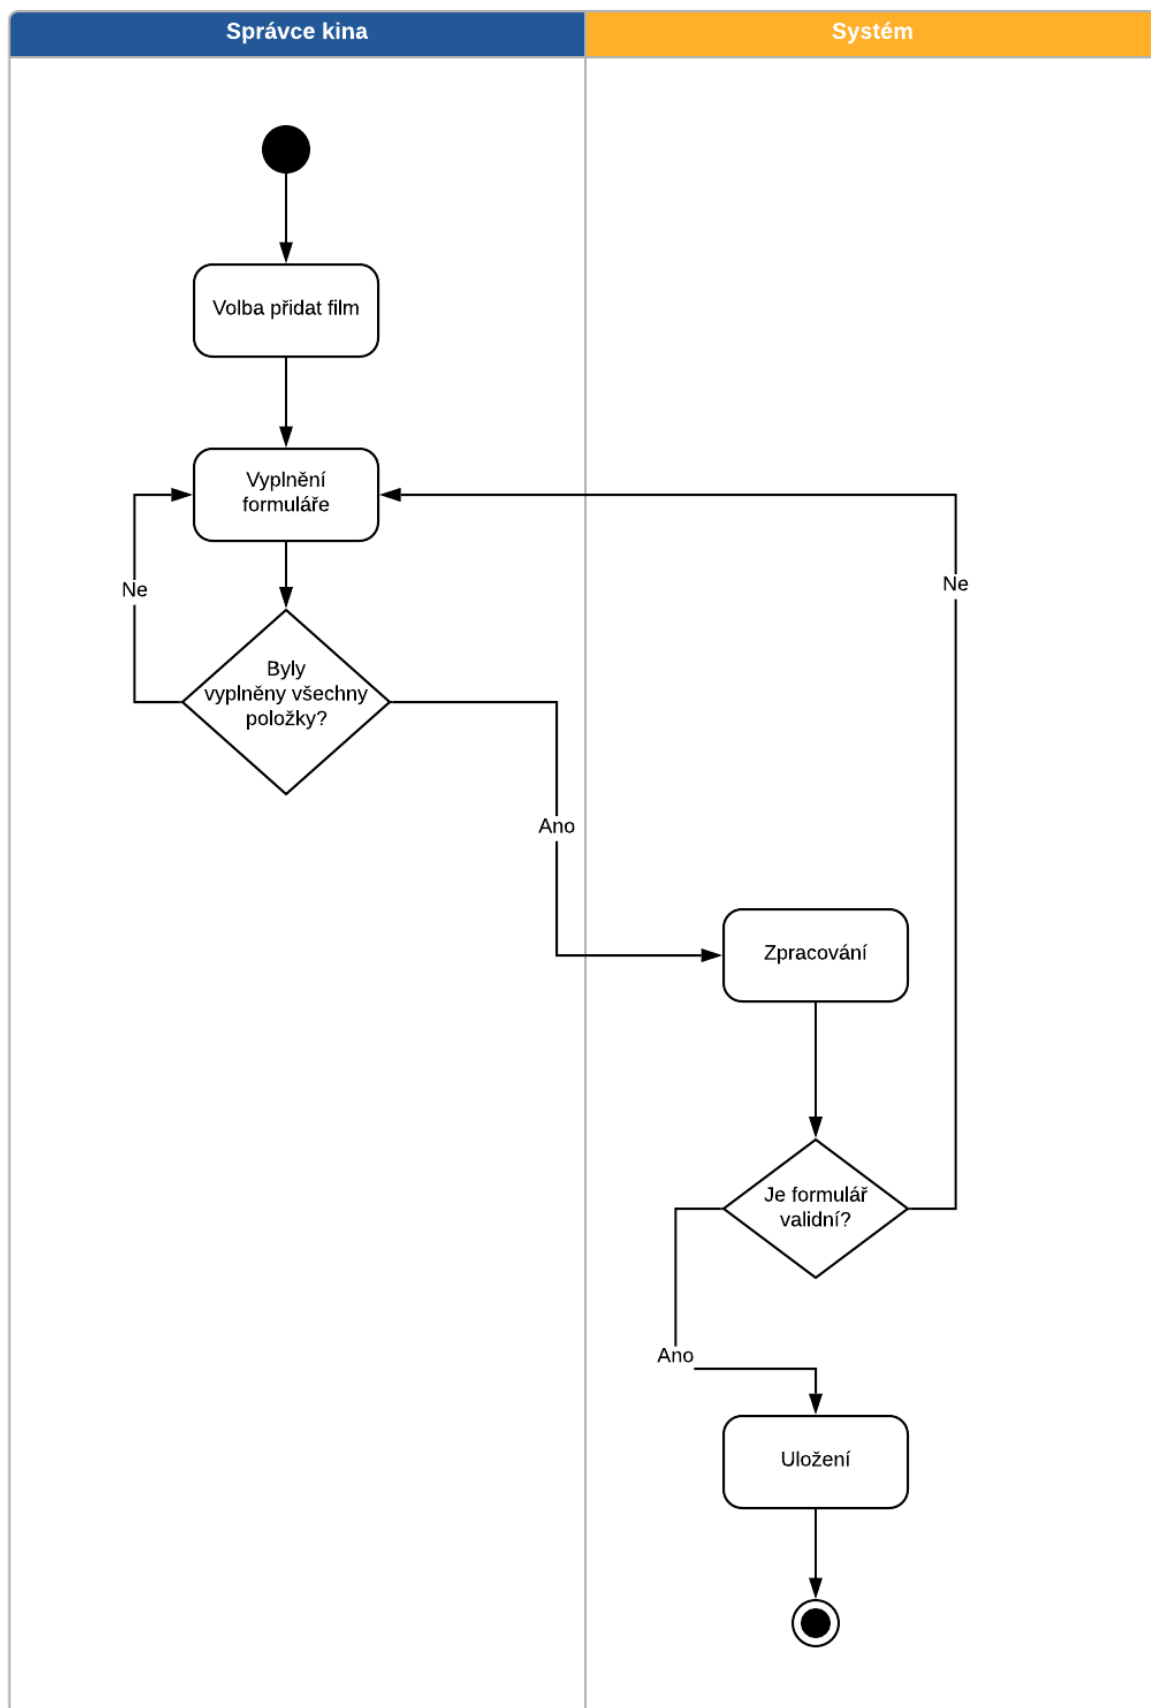 Správce kina
Systém
Volba přidat film
Vyplnění
formuláře
Ne
Ne
Byly
vyplněny všechny
položky?
Ano
Zpracování
Je formulář
validní?
Ano
Uložení